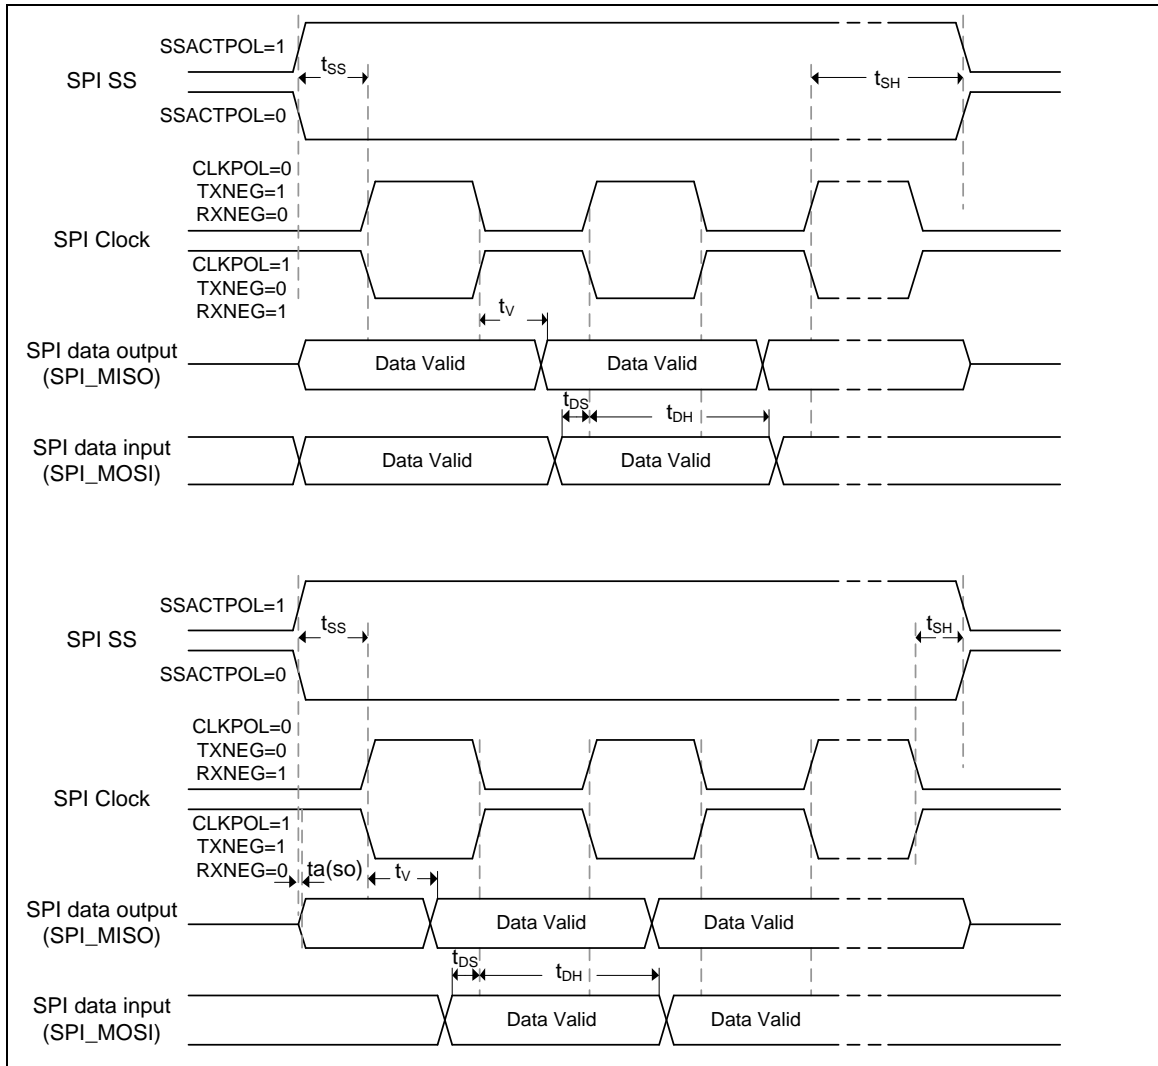 SSACTPOL=1
SPI SS
tSS
tSH
SSACTPOL=0
CLKPOL=0
TXNEG=1
RXNEG=0
SPI Clock
CLKPOL=1
TXNEG=0
RXNEG=1
tV
SPI data output
(SPI_MISO)
Data Valid
Data Valid
tDS
tDH
SPI data input
(SPI_MOSI)
Data Valid
Data Valid
SSACTPOL=1
SPI SS
tSS
tSH
SSACTPOL=0
CLKPOL=0
TXNEG=0
RXNEG=1
SPI Clock
CLKPOL=1
TXNEG=1
RXNEG=0
ta(so)
tV
SPI data output
(SPI_MISO)
Data Valid
Data Valid
tDS
tDH
SPI data input
(SPI_MOSI)
Data Valid
Data Valid